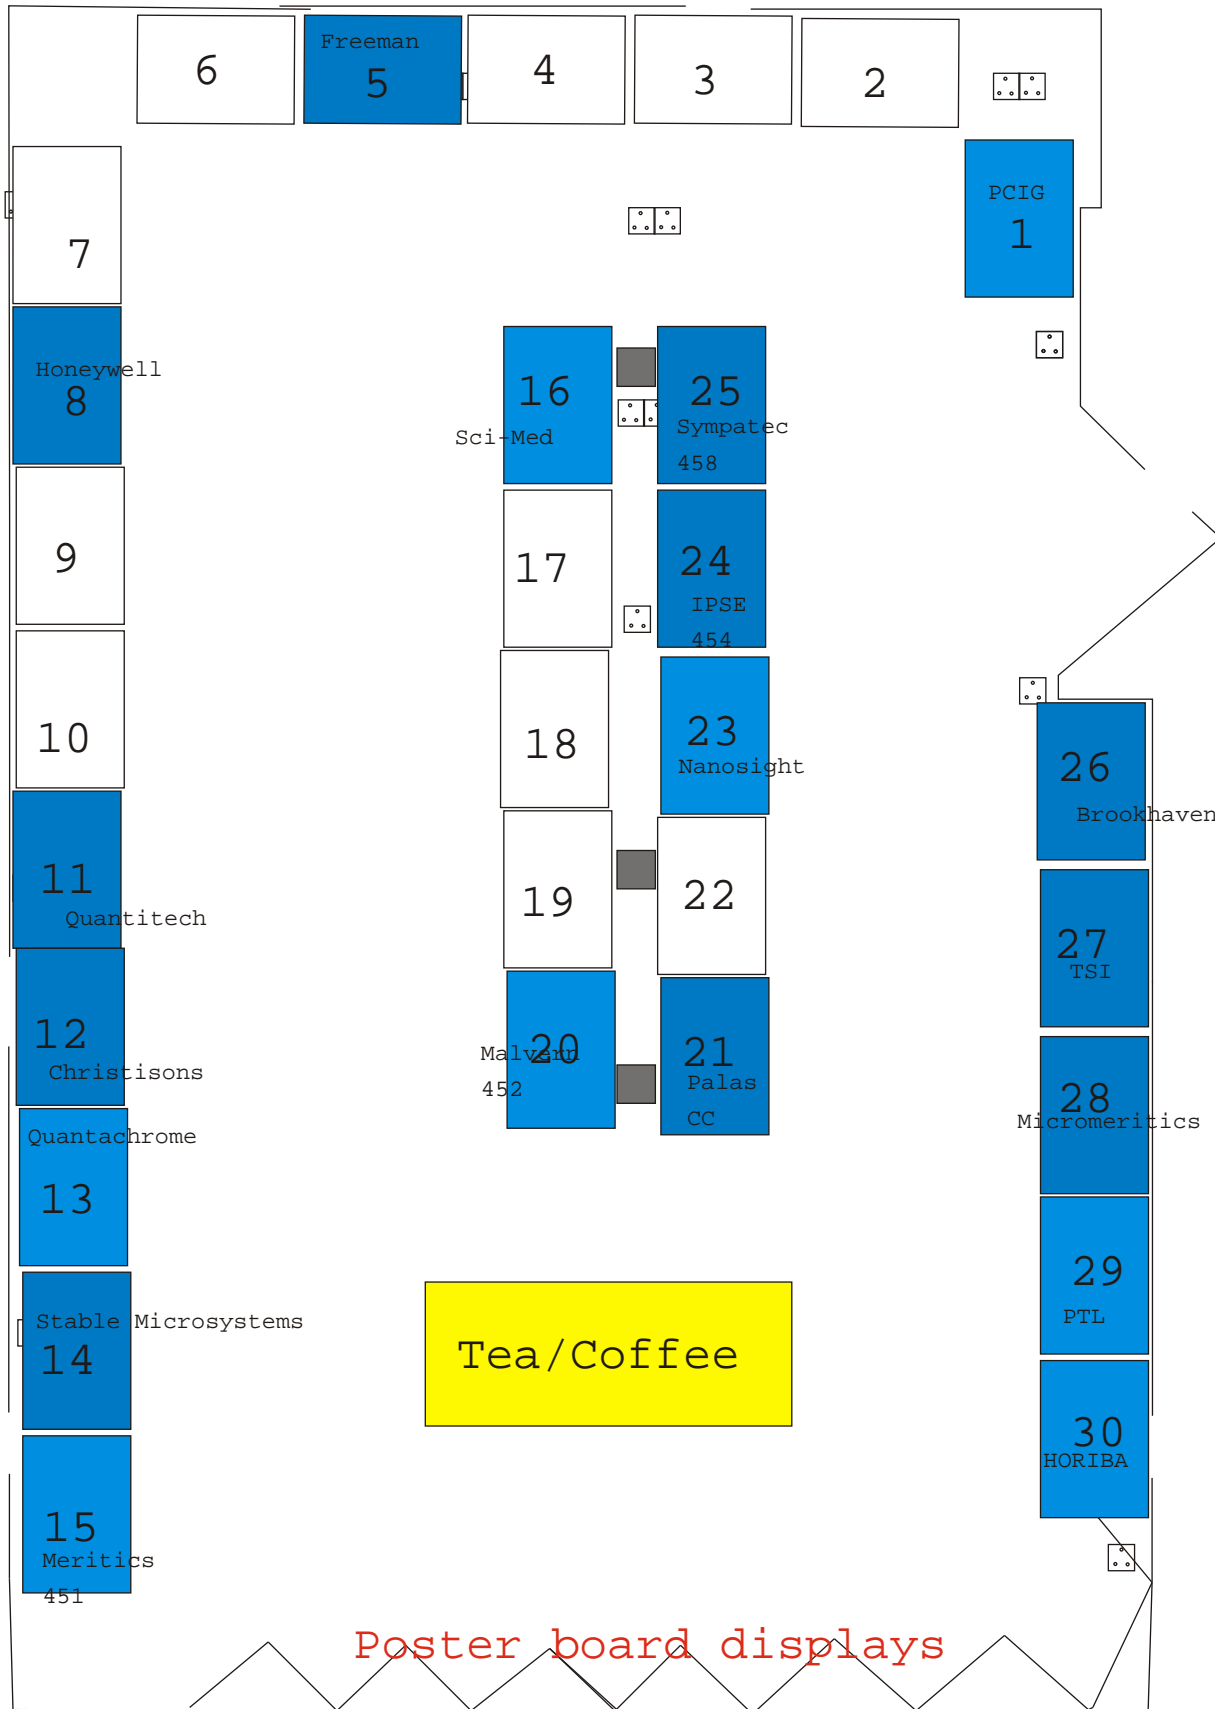 Freeman
6
5
4
3
2
PCIG
1
7
Honeywell
8
9
10
11
Quantitech
12
Christisons
Quantachrome
13
Stable Microsystems
14
15
Meritics
451
16
Sci-Med
17
18
19
20
Malvern
452
25
Sympatec
458
24
IPSE
454
23
Nanosight
22
21
Palas
CC
26
Brookhaven
27
TSI
28
Micromeritics
29
PTL
30
HORIBA
Tea/Coffee
Poster board displays